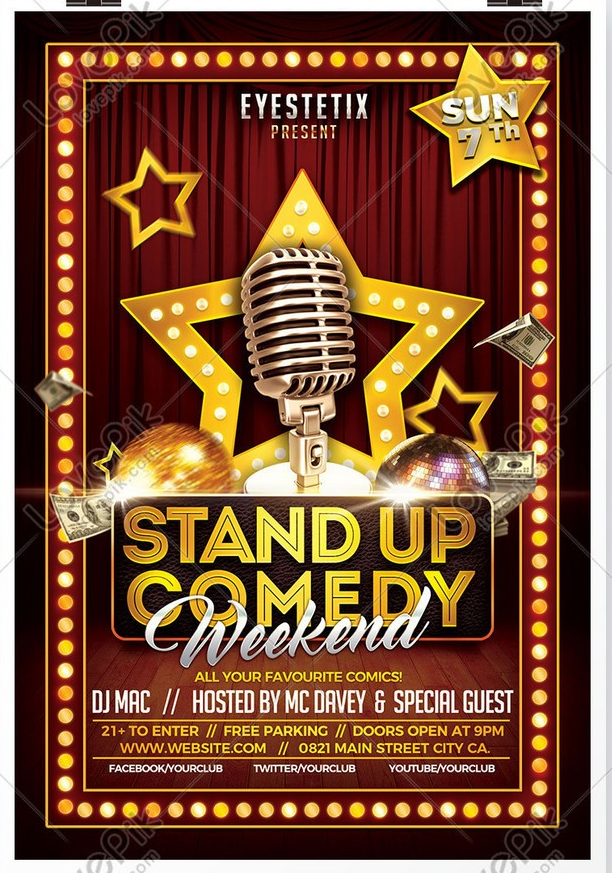 EYESTETIX
PRESENT
SUN
7Th
STAND UP
COMEDY
Weekend
ALL YOUR FAVOURITE COMICS!
DJ MAC // HOSTED BY MC DAVEY & SPECIAL GUEST
21+ TO ENTER // FREE PARKING // DOORS OPEN AT 9PM
WWW.WEBSITE.COM // 0821 MAIN STREET CITY CA.
FACEBOOK/YOURCLUB TWITTER/YOURCLUB YOUTUBE/YOURCLUB